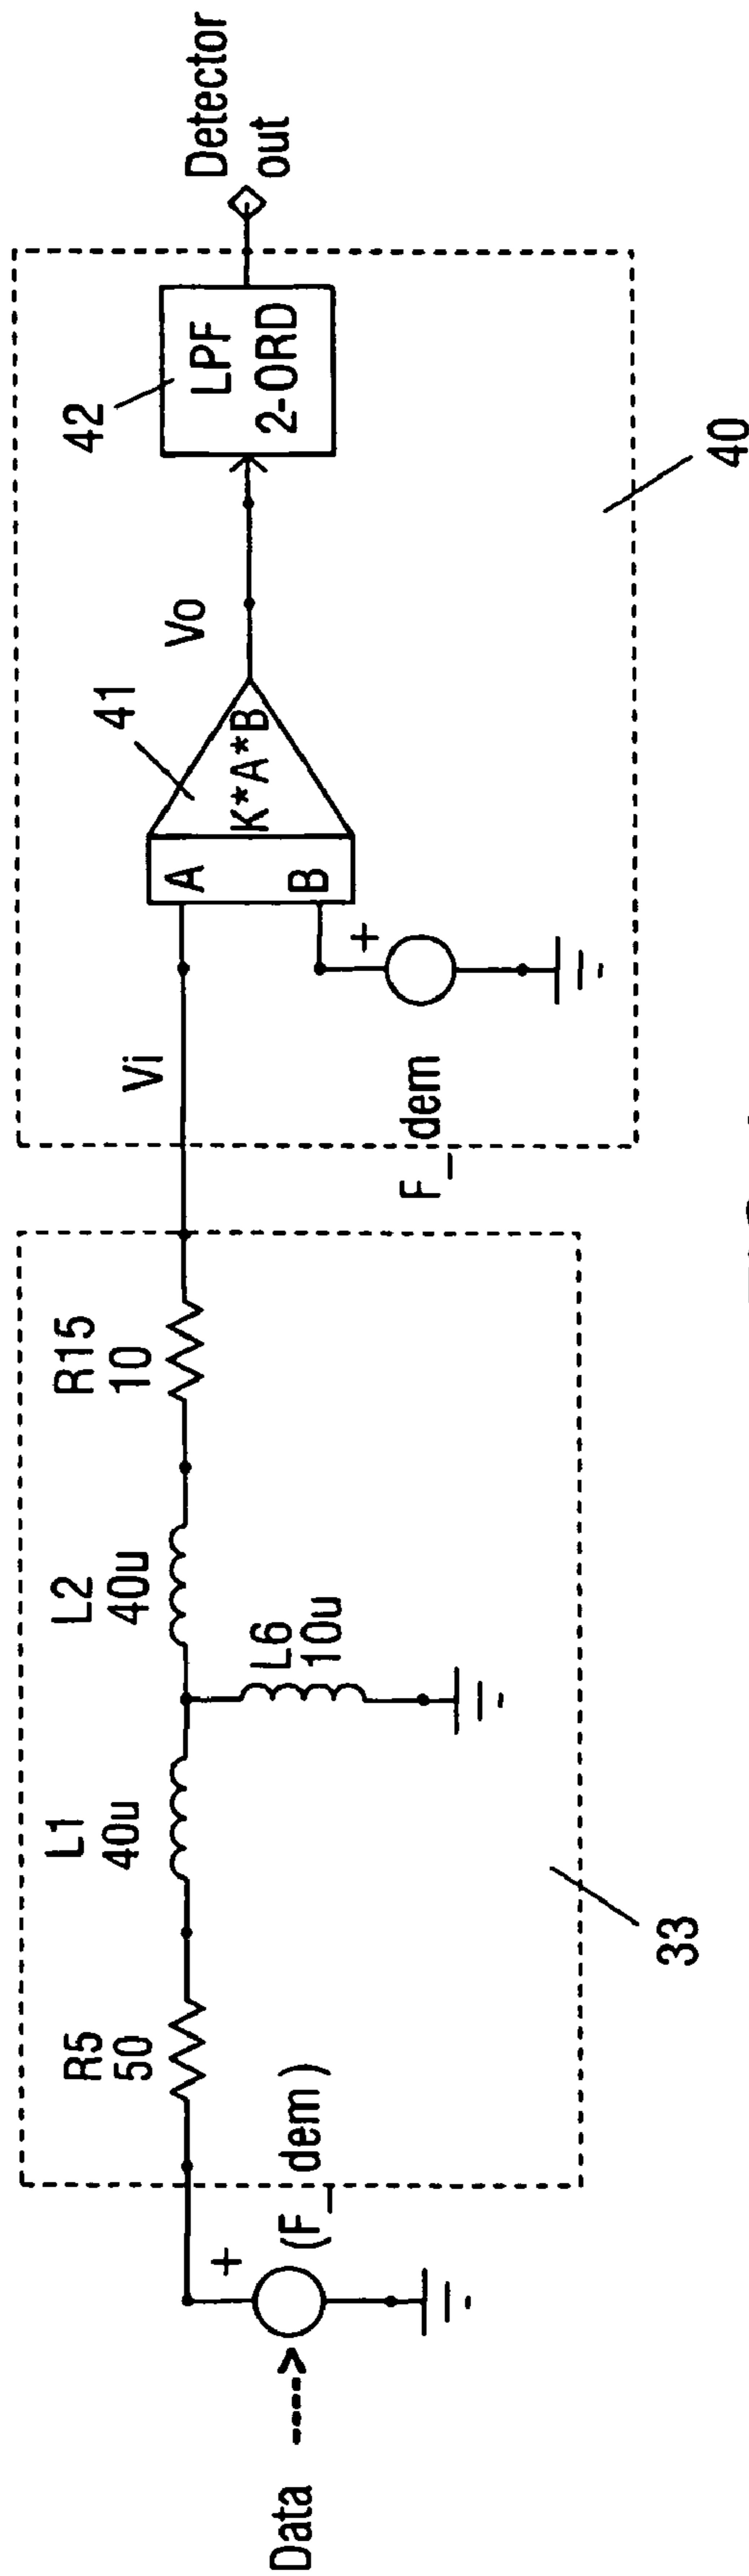 Data ---->
(F_dem)
+
R5
50
L1
40u
L6
10u
L2
40u
R15
10
33
Vi
F_dem
+
A
B
K*A*B
41
Vo
42
LPF
2-ORD
Detector
out
40